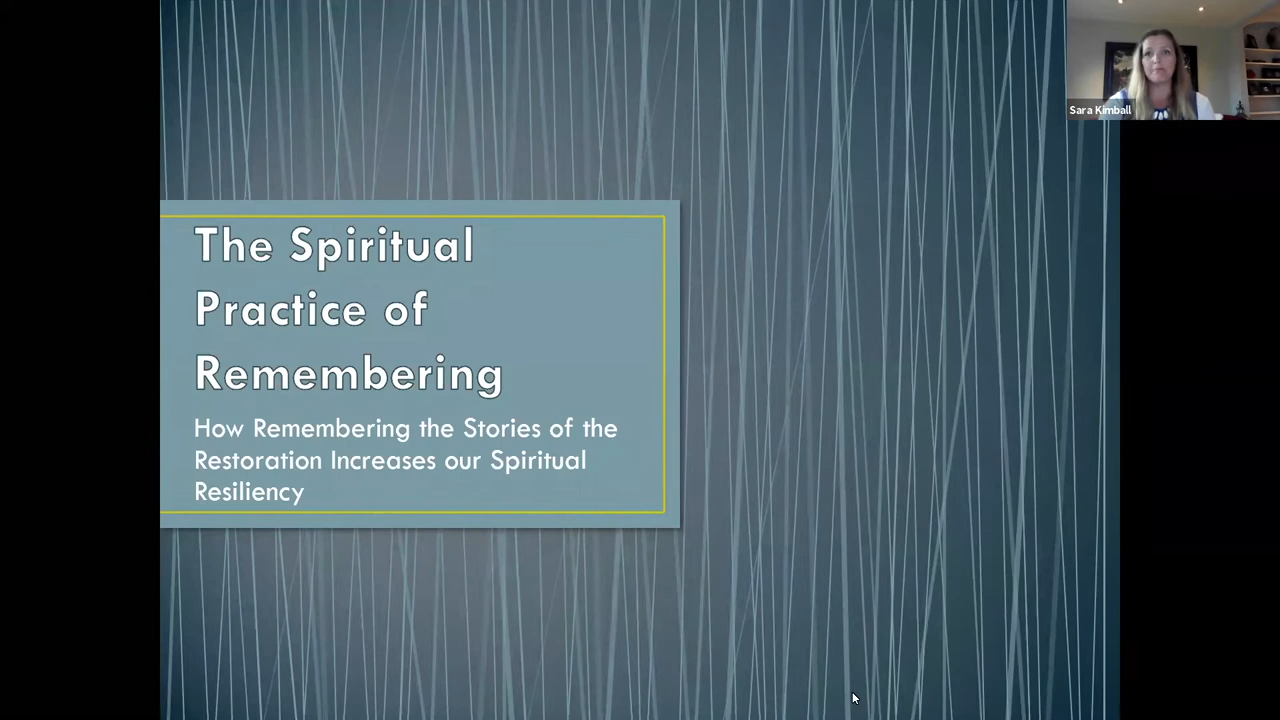 Sara Kimball
The Spiritual
Practice of
Remembering
How Remembering the Stories of the
Restoration Increases our Spiritual
Resiliency